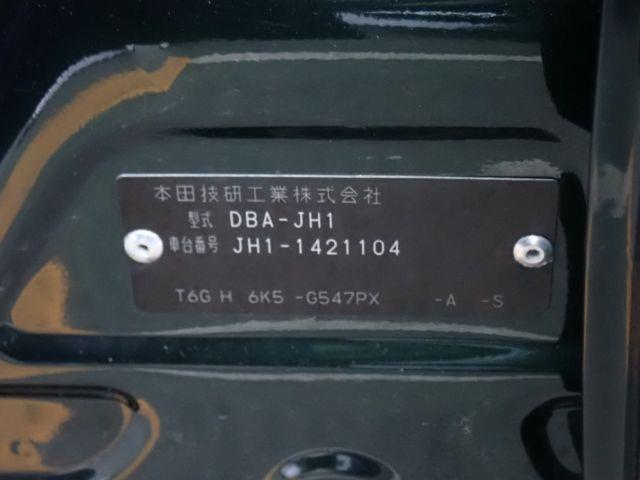 本田技研工業株式会社
型式 DBA-JH1
車台番号 JH1-1421104
T6G H 6K5 -G547PX -A -S